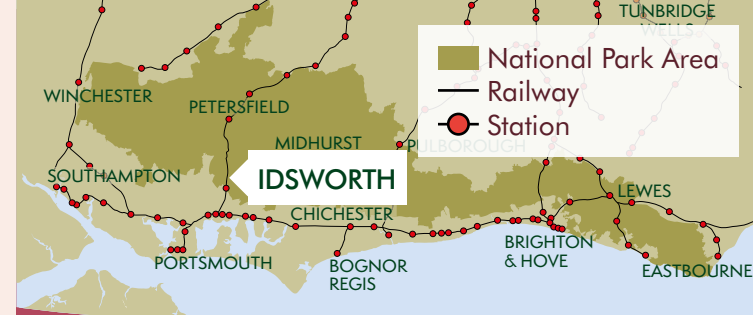 TUNBRIDGE
WELLS
National Park Area
Railway
Station
WINCHESTER
PETERSFIELD
MIDHURST
PULBOROUGH
SOUTHAMPTON
IDSWORTH
LEWES
CHICHESTER
BRIGHTON
& HOVE
PORTSMOUTH
BOGNOR
REGIS
EASTBOURNE